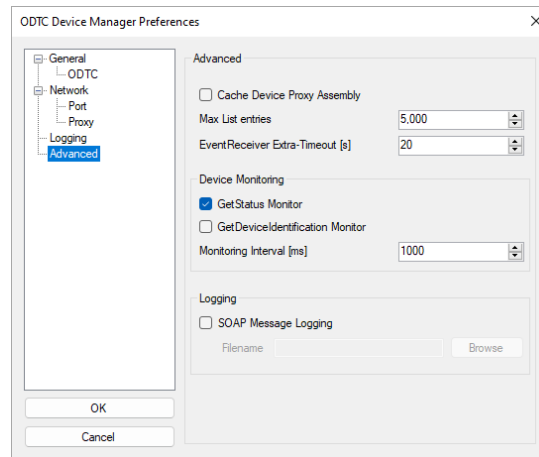 ODTC Device Manager Preferences
General
ODTC
Network
Port
Proxy
Logging
Advanced
OK
Cancel
Advanced
Cache Device Proxy Assembly
Max List entries 5,000
EventReceiver Extra-Timeout [s] 20
Device Monitoring
GetStatus Monitor
GetDeviceIdentification Monitor
Monitoring Interval [ms] 1000
Logging
SOAP Message Logging
Filename Browse